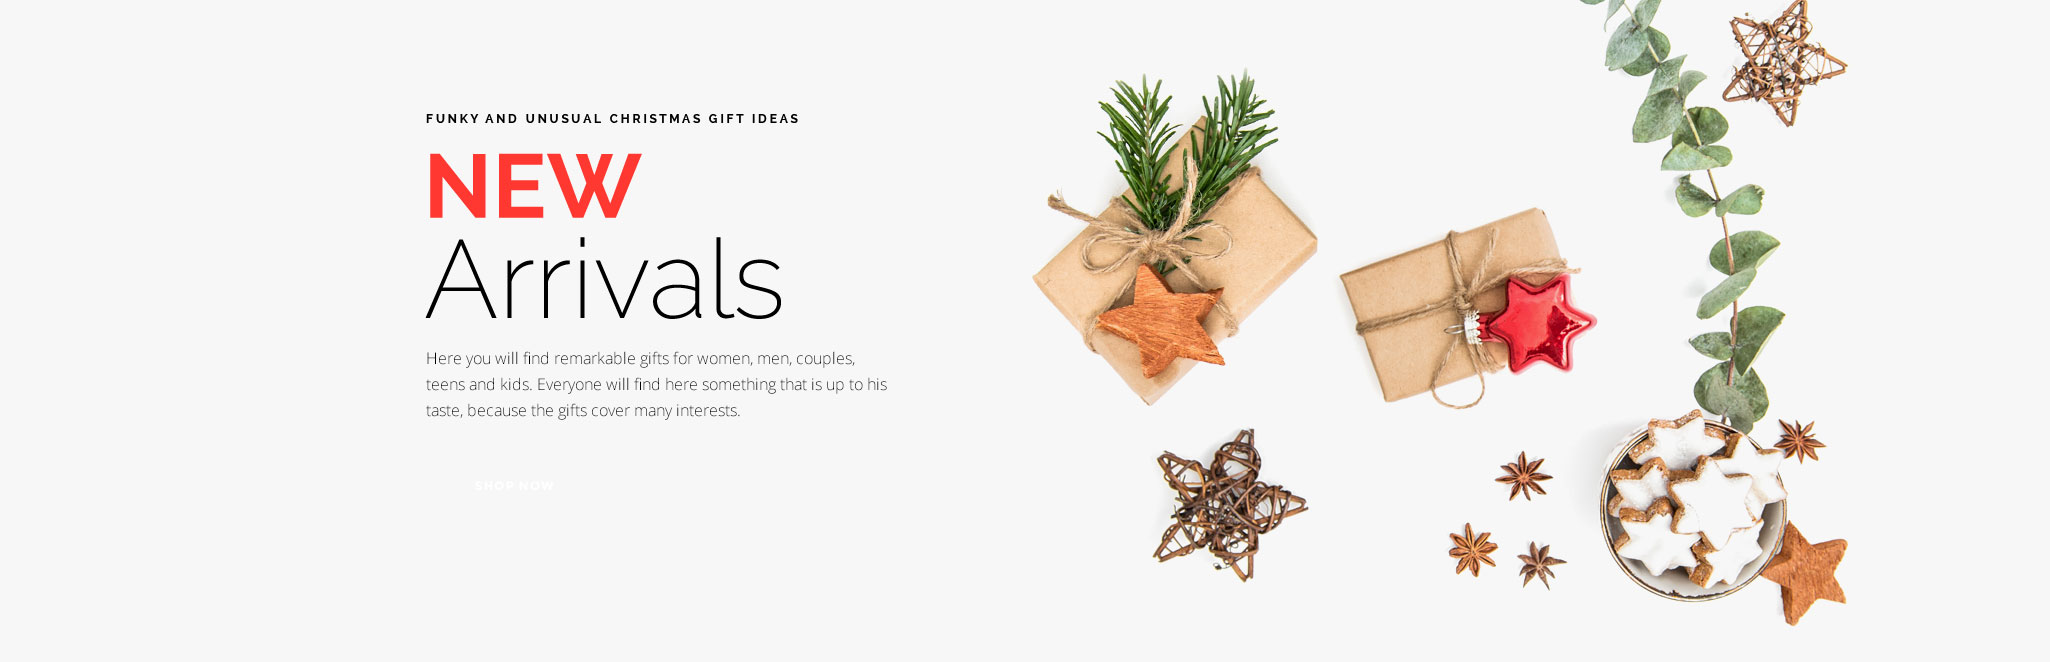 FUNKY AND UNUSUAL CHRISTMAS GIFT IDEAS
NEW
Arrivals
Here you will find remarkable gifts for women, men, couples,
teens and kids. Everyone will find here something that is up to his
taste, because the gifts cover many interests.
SHOP NOW